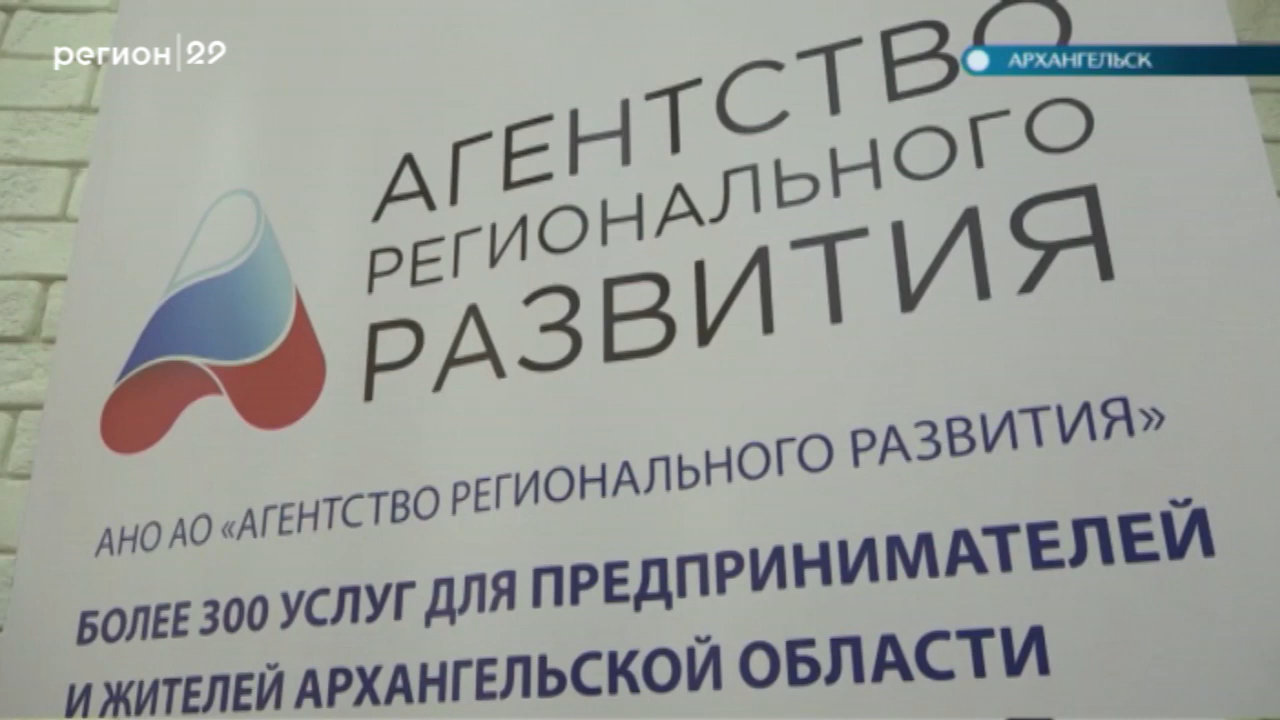 регион|29
АРХАНГЕЛЬСК
АГЕНТСТВО
РЕГИОНАЛЬНОГО
РАЗВИТИЯ
АНО АО «АГЕНТСТВО РЕГИОНАЛЬНОГО РАЗВИТИЯ»
БОЛЕЕ 300 УСЛУГ ДЛЯ ПРЕДПРИНИМАТЕЛЕЙ
И ЖИТЕЛЕЙ АРХАНГЕЛЬСКОЙ ОБЛАСТИ